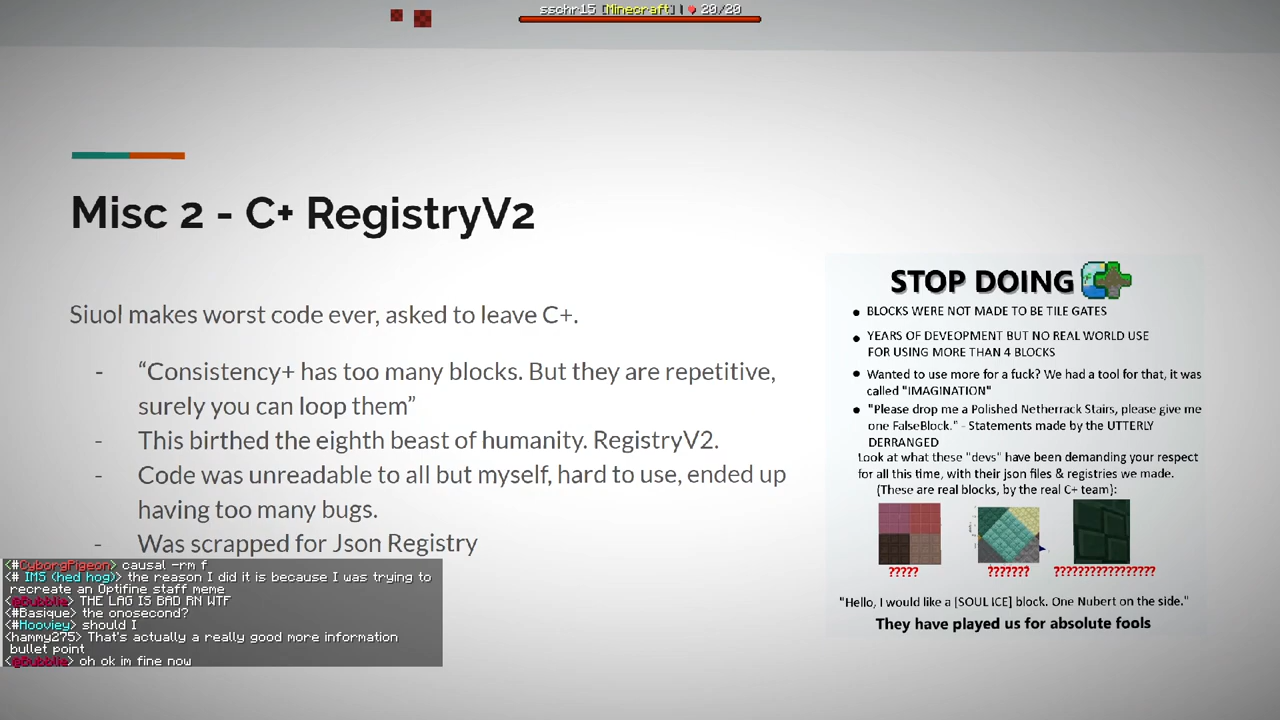 sschr15 [Minecraft] | ♥ 20/20
Misc 2 - C+ RegistryV2
Siuol makes worst code ever, asked to leave C+.
- “Consistency+ has too many blocks. But they are repetitive,
surely you can loop them”
- This birthed the eighth beast of humanity. RegistryV2.
- Code was unreadable to all but myself, hard to use, ended up
having too many bugs.
- Was scrapped for Json Registry
STOP DOING
● BLOCKS WERE NOT MADE TO BE TILE GATES
● YEARS OF DEVEOPMENT BUT NO REAL WORLD USE
FOR USING MORE THAN 4 BLOCKS
● Wanted to use more for a fuck? We had a tool for that, it was
called "IMAGINATION"
● "Please drop me a Polished Netherrack Stairs, please give me
one FalseBlock." - Statements made by the UTTERLY
DERRANGED
Look at what these "devs" have been demanding your respect
for all this time, with their json files & registries we made.
(These are real blocks, by the real C+ team):
????? ??????? ?????????????????
"Hello, I would like a [SOUL ICE] block. One Nubert on the side."
They have played us for absolute fools
<#CyborgPigeon> causal -rm f
<# IMS (hed hog)> the reason I did it is because I was trying to
recreate an Optifine staff meme
<@Bubblie> THE LAG IS BAD RN WTF
<#Basique> the onosecond?
<#Hooviey> should I
<hammy275> That's actually a really good more information
bullet point
<@Bubblie> oh ok im fine now